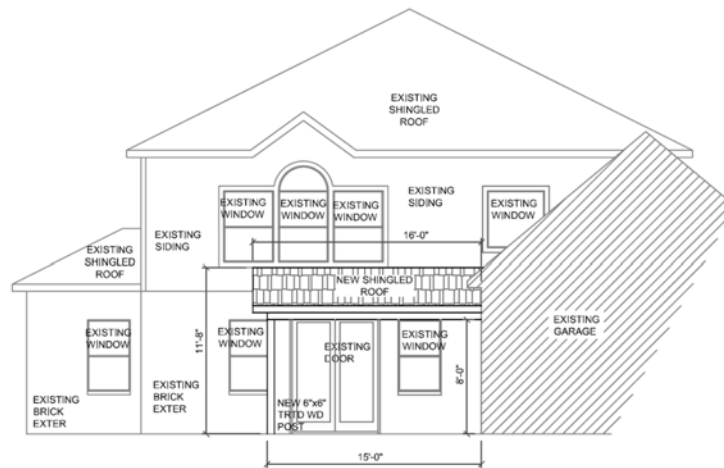 EXISTING
SHINGLED
ROOF
EXISTING
WINDOW
EXISTING
WINDOW
EXISTING
WINDOW
EXISTING
SIDING
EXISTING
WINDOW
EXISTING
SIDING
16'-0"
EXISTING
SHINGLED
ROOF
NEW SHINGLED
ROOF
EXISTING
WINDOW
EXISTING
WINDOW
11'-8"
EXISTING
DOOR
EXISTING
WINDOW
8'-0"
EXISTING
GARAGE
EXISTING
BRICK
EXTER
EXISTING
BRICK
EXTER
NEW 6"x6"
TRTD WD
POST
15'-0"